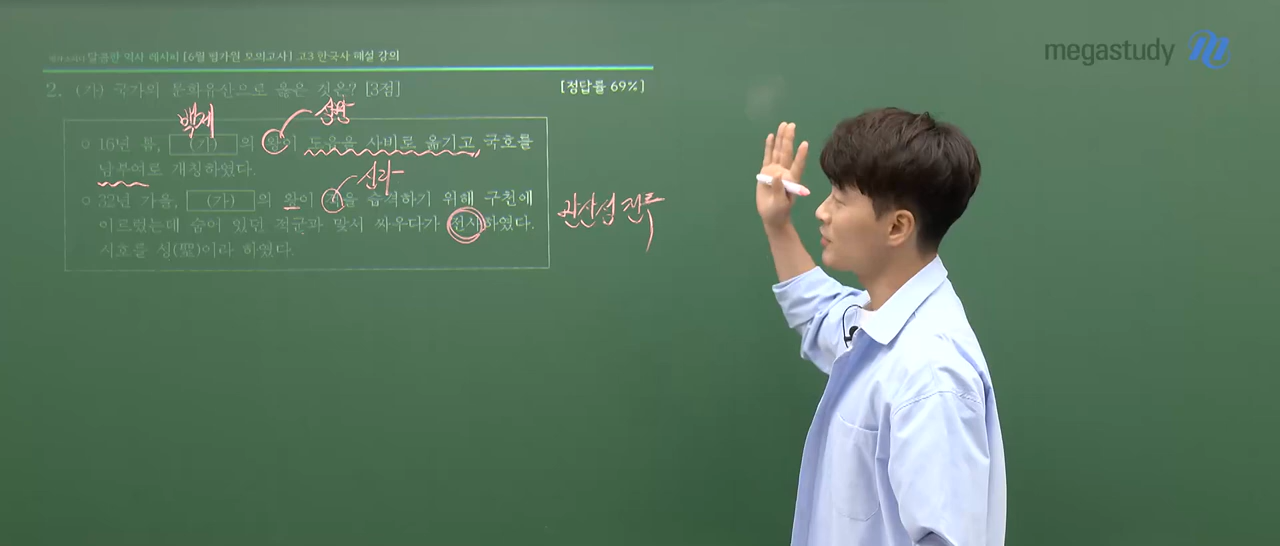 megastudy
달콤한 역사 레시피 [6월 평가원 모의고사] 고3 한국사 해설 강의
2. (가) 국가의 문화유산으로 옳은 것은? [3점]
[정답률 69%]
백제
성왕
○ 16년 봄, (가) 의 왕이 도읍을 사비로 옮기고, 국호를
남부여로 개칭하였다.
신라
○ 32년 가을, (가) 의 왕이 을 습격하기 위해 구천에
이르렀는데 숨어 있던 적군과 맞서 싸우다가 전사하였다.
시호를 성(聖)이라 하였다.
관산성 전투